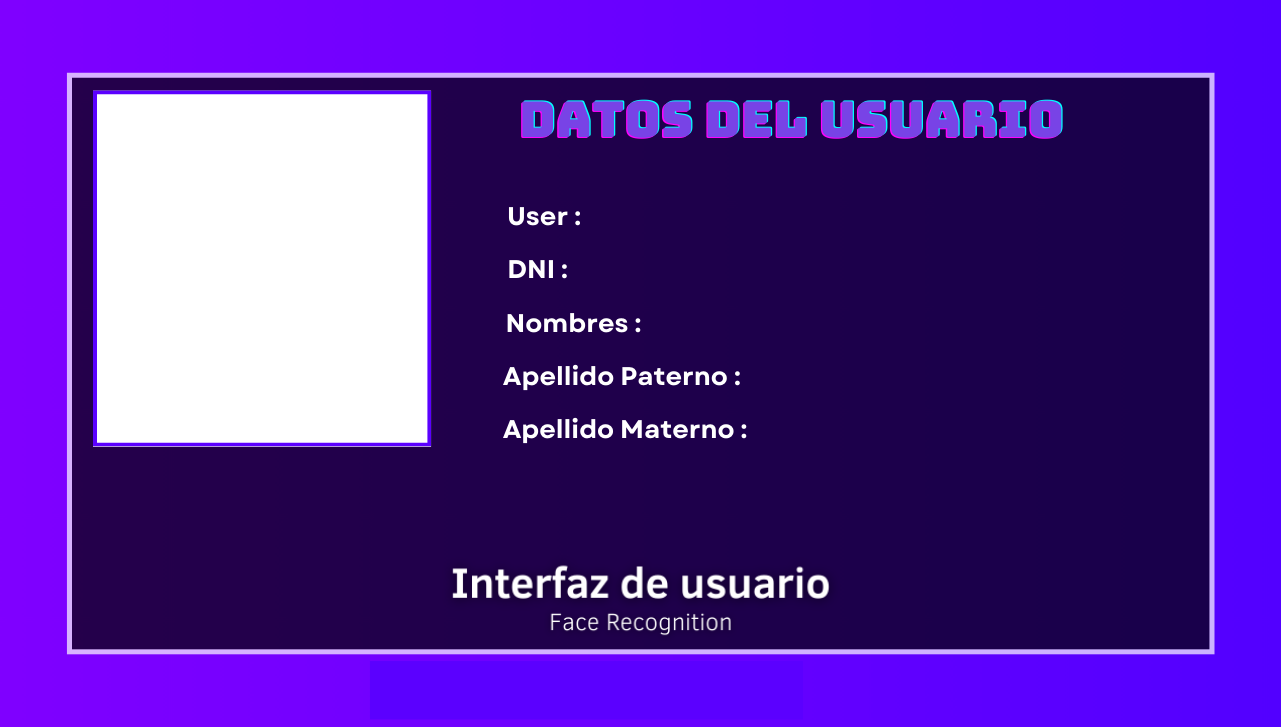 DATOS DEL USUARIO
User :
DNI :
Nombres :
Apellido Paterno :
Apellido Materno :
Interfaz de usuario
Face Recognition